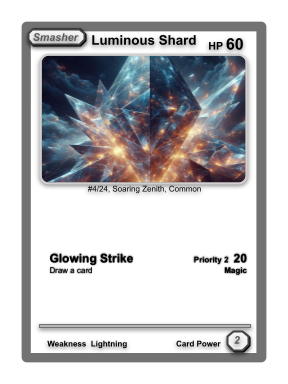 Smasher Luminous Shard HP 60
#4/24, Soaring Zenith, Common
Glowing Strike Priority 2 20
Draw a card Magic
Weakness Lightning Card Power 2